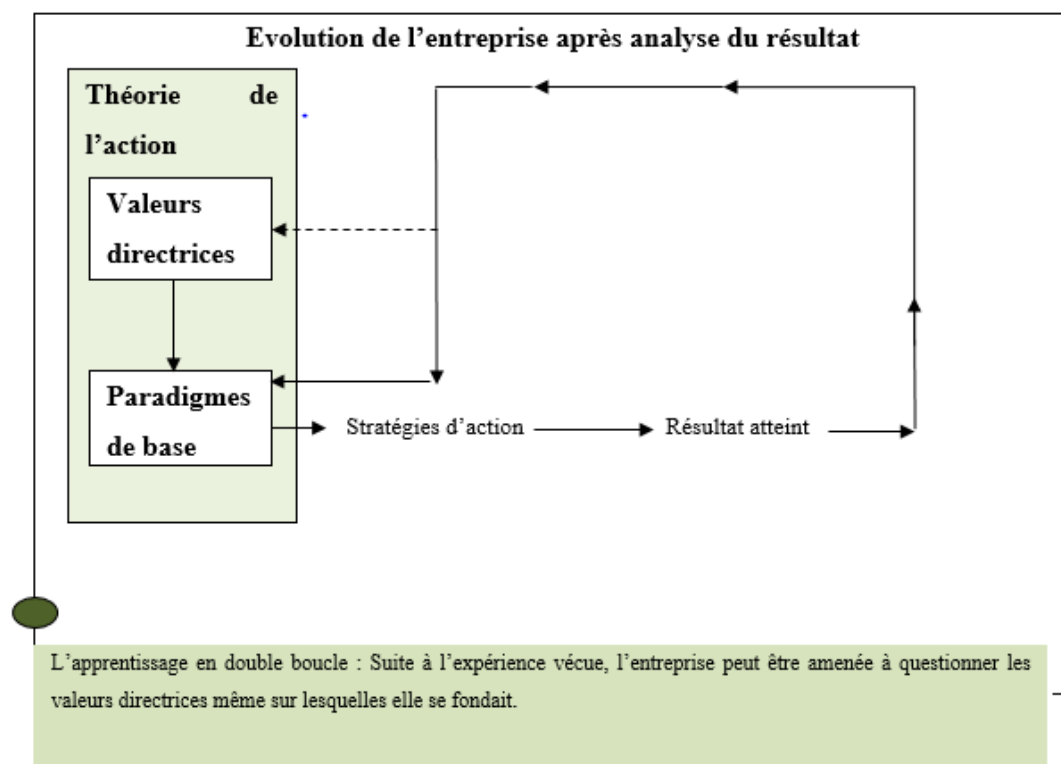 Evolution de l’entreprise après analyse du résultat
Théorie de
l’action
Valeurs
directrices
Paradigmes
de base
Stratégies d’action
Résultat atteint
L’apprentissage en double boucle : Suite à l’expérience vécue, l’entreprise peut être amenée à questionner les
valeurs directrices même sur lesquelles elle se fondait.